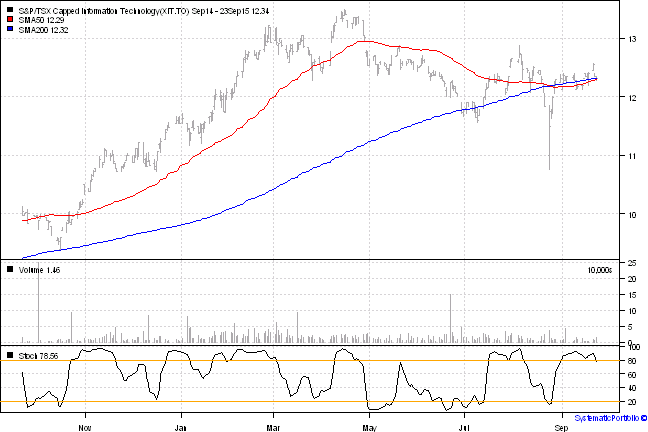 S&P/TSX Capped Information Technology(XIT.TO) Sep14 - 23Sep15 12.34
SMA50 12.29
SMA200 12.32
13
12
11
10
Volume 1.46
10,000s
25
20
15
10
5
0
Stoch 78.56
100
80
60
40
20
Nov
Jan
Mar
May
Jul
Sep
SystematicPortfolio ©